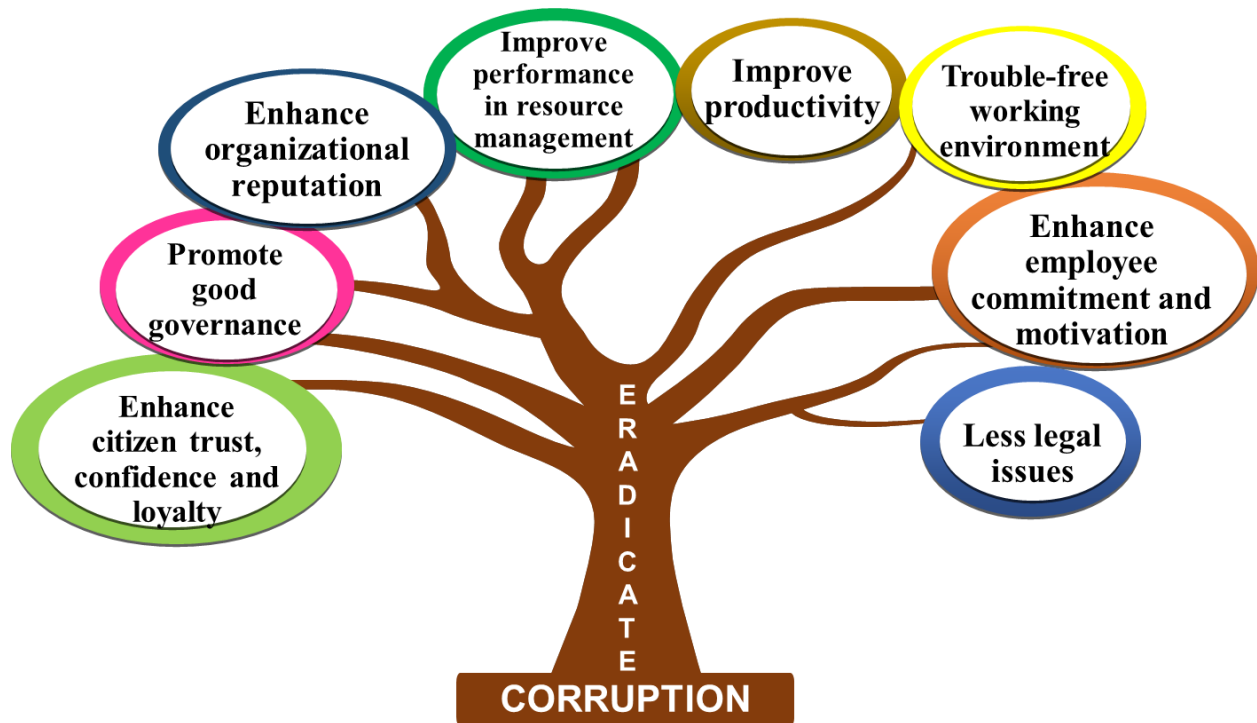 Enhance
citizen trust,
confidence and
loyalty
Promote
good
governance
Enhance
organizational
reputation
Improve
performance
in resource
management
Improve
productivity
Trouble-free
working
environment
Enhance
employee
commitment and
motivation
Less legal
issues
ERADICATE
CORRUPTION